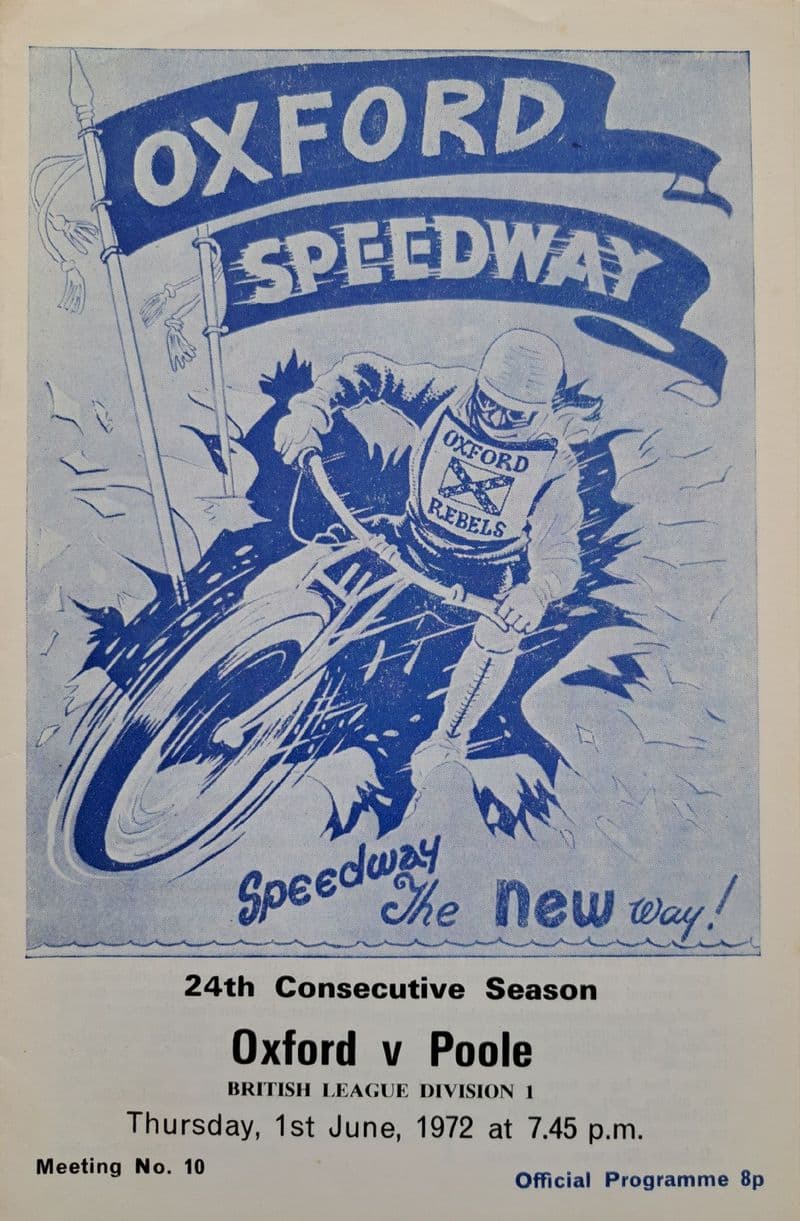 OXFORD
SPEEDWAY
OXFORD
REBELS
Speedway
The new way!
24th Consecutive Season
Oxford v Poole
BRITISH LEAGUE DIVISION 1
Thursday, 1st June, 1972 at 7.45 p.m.
Meeting No. 10
Official Programme 8p